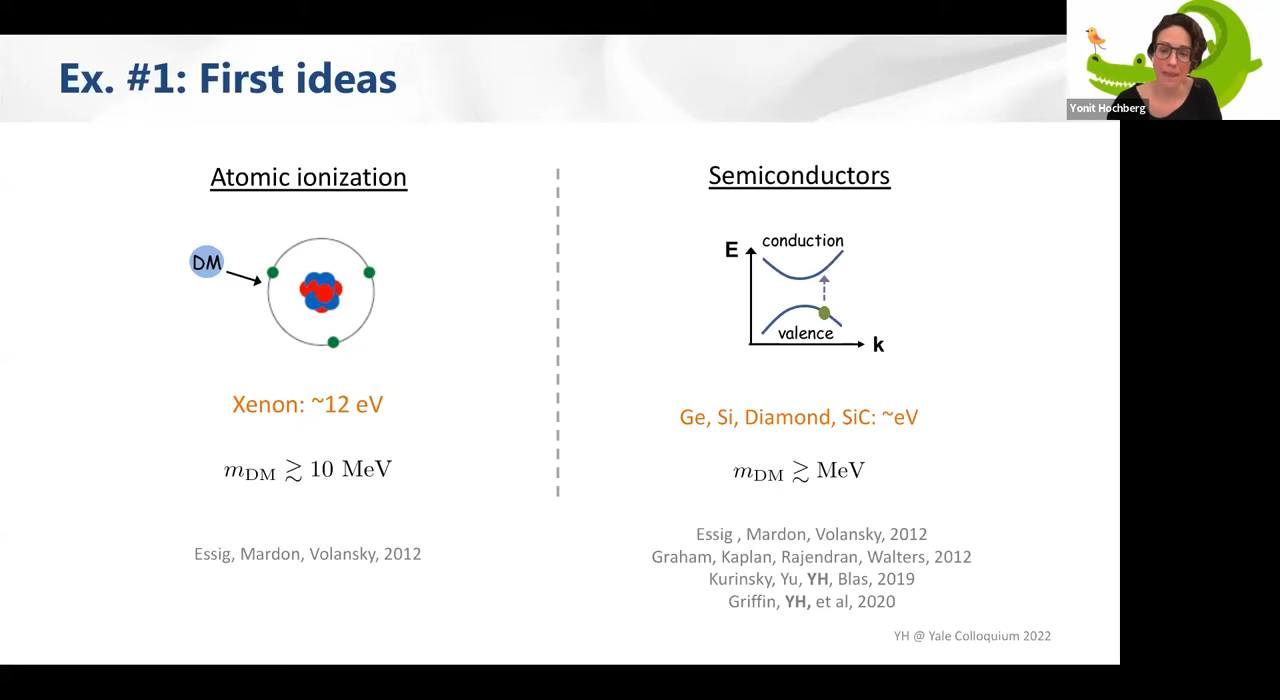 Ex. #1: First ideas
Yonit Hochberg
Atomic ionization
DM
Xenon: ~12 eV
m_DM ≳ 10 MeV
Essig, Mardon, Volansky, 2012
Semiconductors
E
conduction
valence
k
Ge, Si, Diamond, SiC: ~eV
m_DM ≳ MeV
Essig , Mardon, Volansky, 2012
Graham, Kaplan, Rajendran, Walters, 2012
Kurinsky, Yu, YH, Blas, 2019
Griffin, YH, et al, 2020
YH @ Yale Colloquium 2022